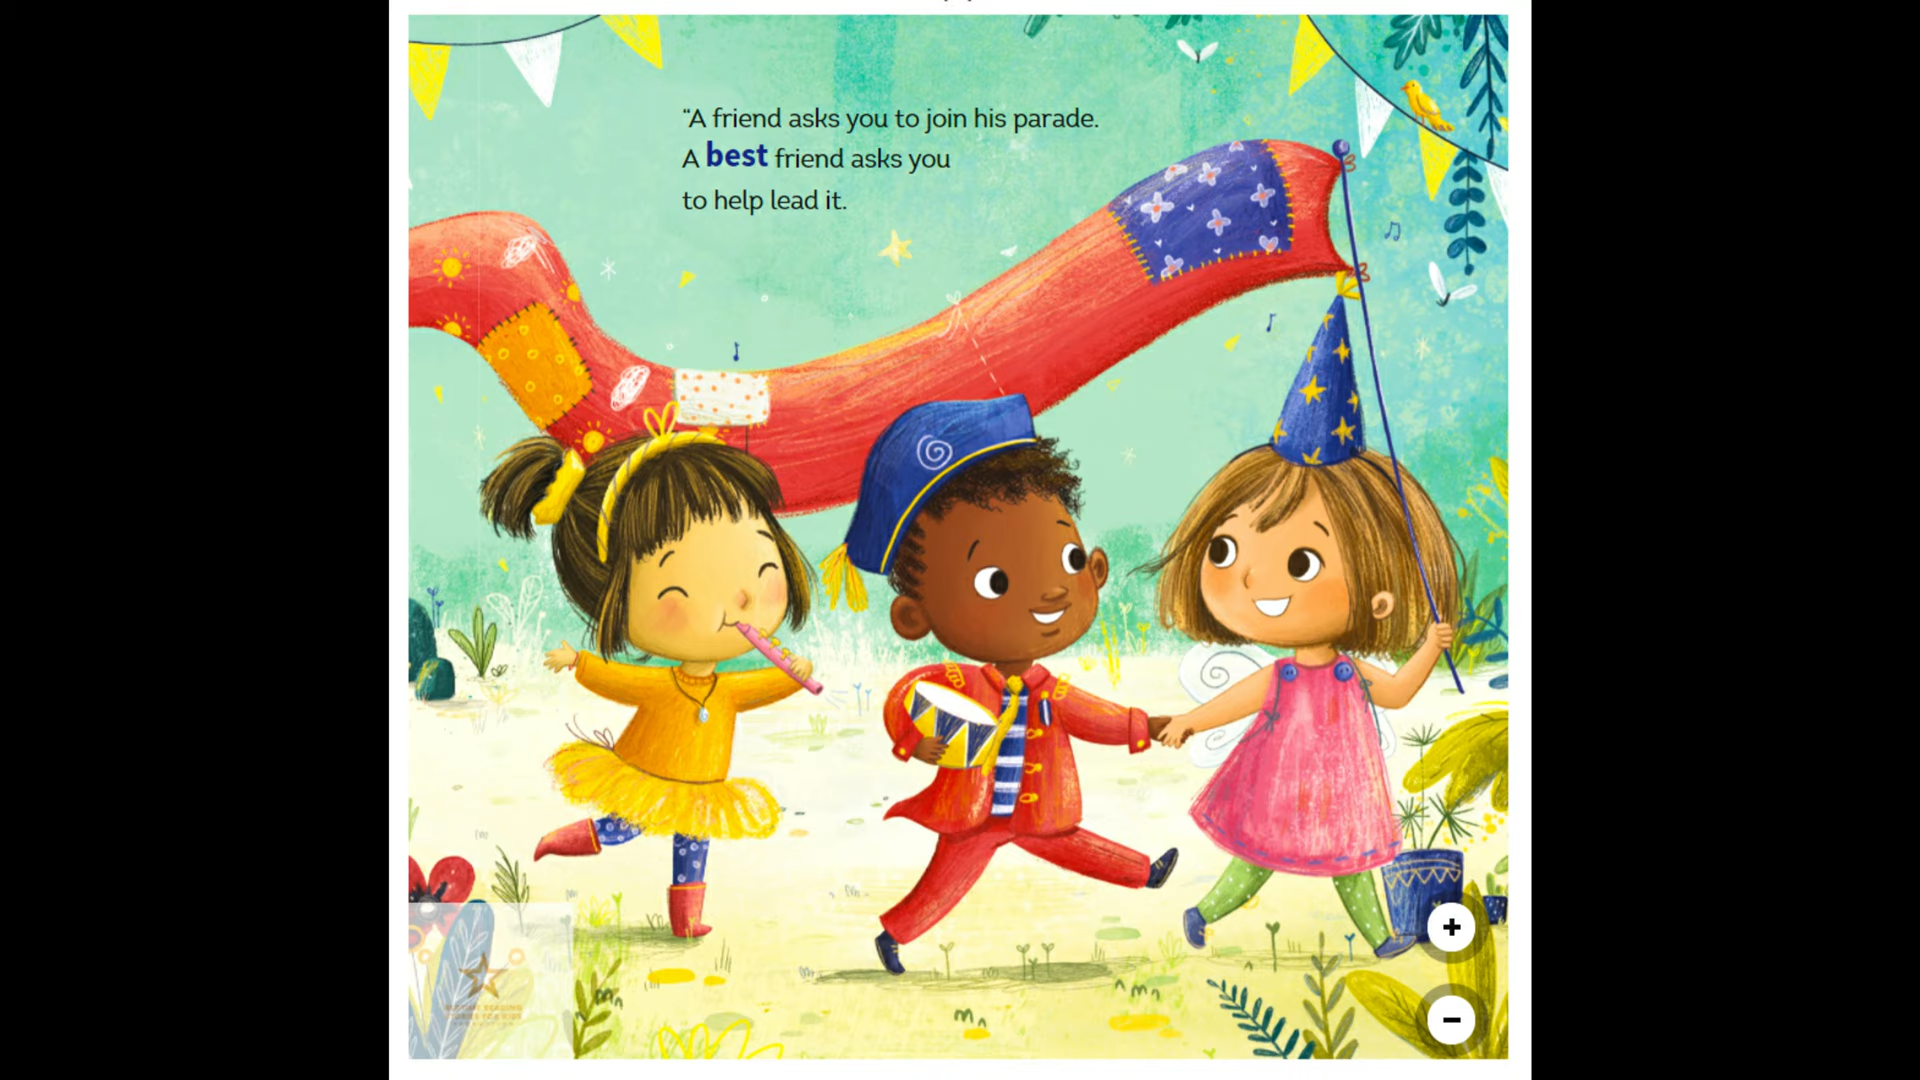 “A friend asks you to join his parade.
A best friend asks you
to help lead it.